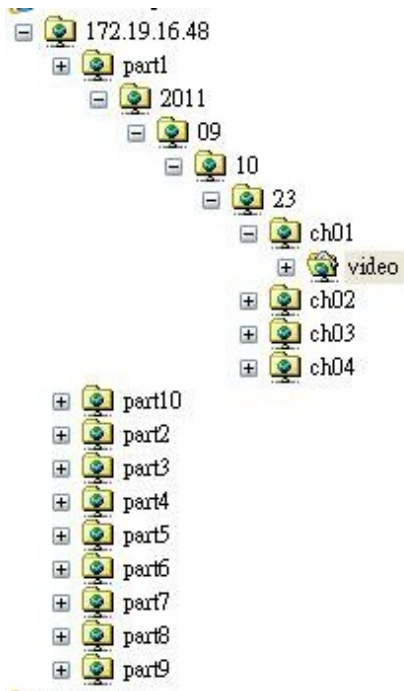 172.19.16.48
part1
2011
09
10
23
ch01
video
ch02
ch03
ch04
part10
part2
part3
part4
part5
part6
part7
part8
part9